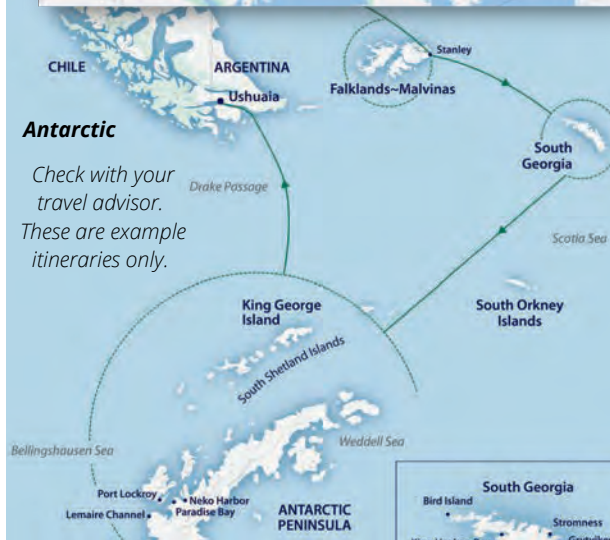 Stanley
CHILE
ARGENTINA
Falklands~Malvinas
Ushuaia
Antarctic
South
Georgia
Check with your
travel advisor.
These are example
itineraries only.
Drake Passage
Scotia Sea
King George
Island
South Orkney
Islands
South Shetland Islands
Weddell Sea
Bellingshausen Sea
Port Lockroy
Neko Harbor
Paradise Bay
Lemaire Channel
ANTARCTIC
PENINSULA
South Georgia
Bird Island
Stromness